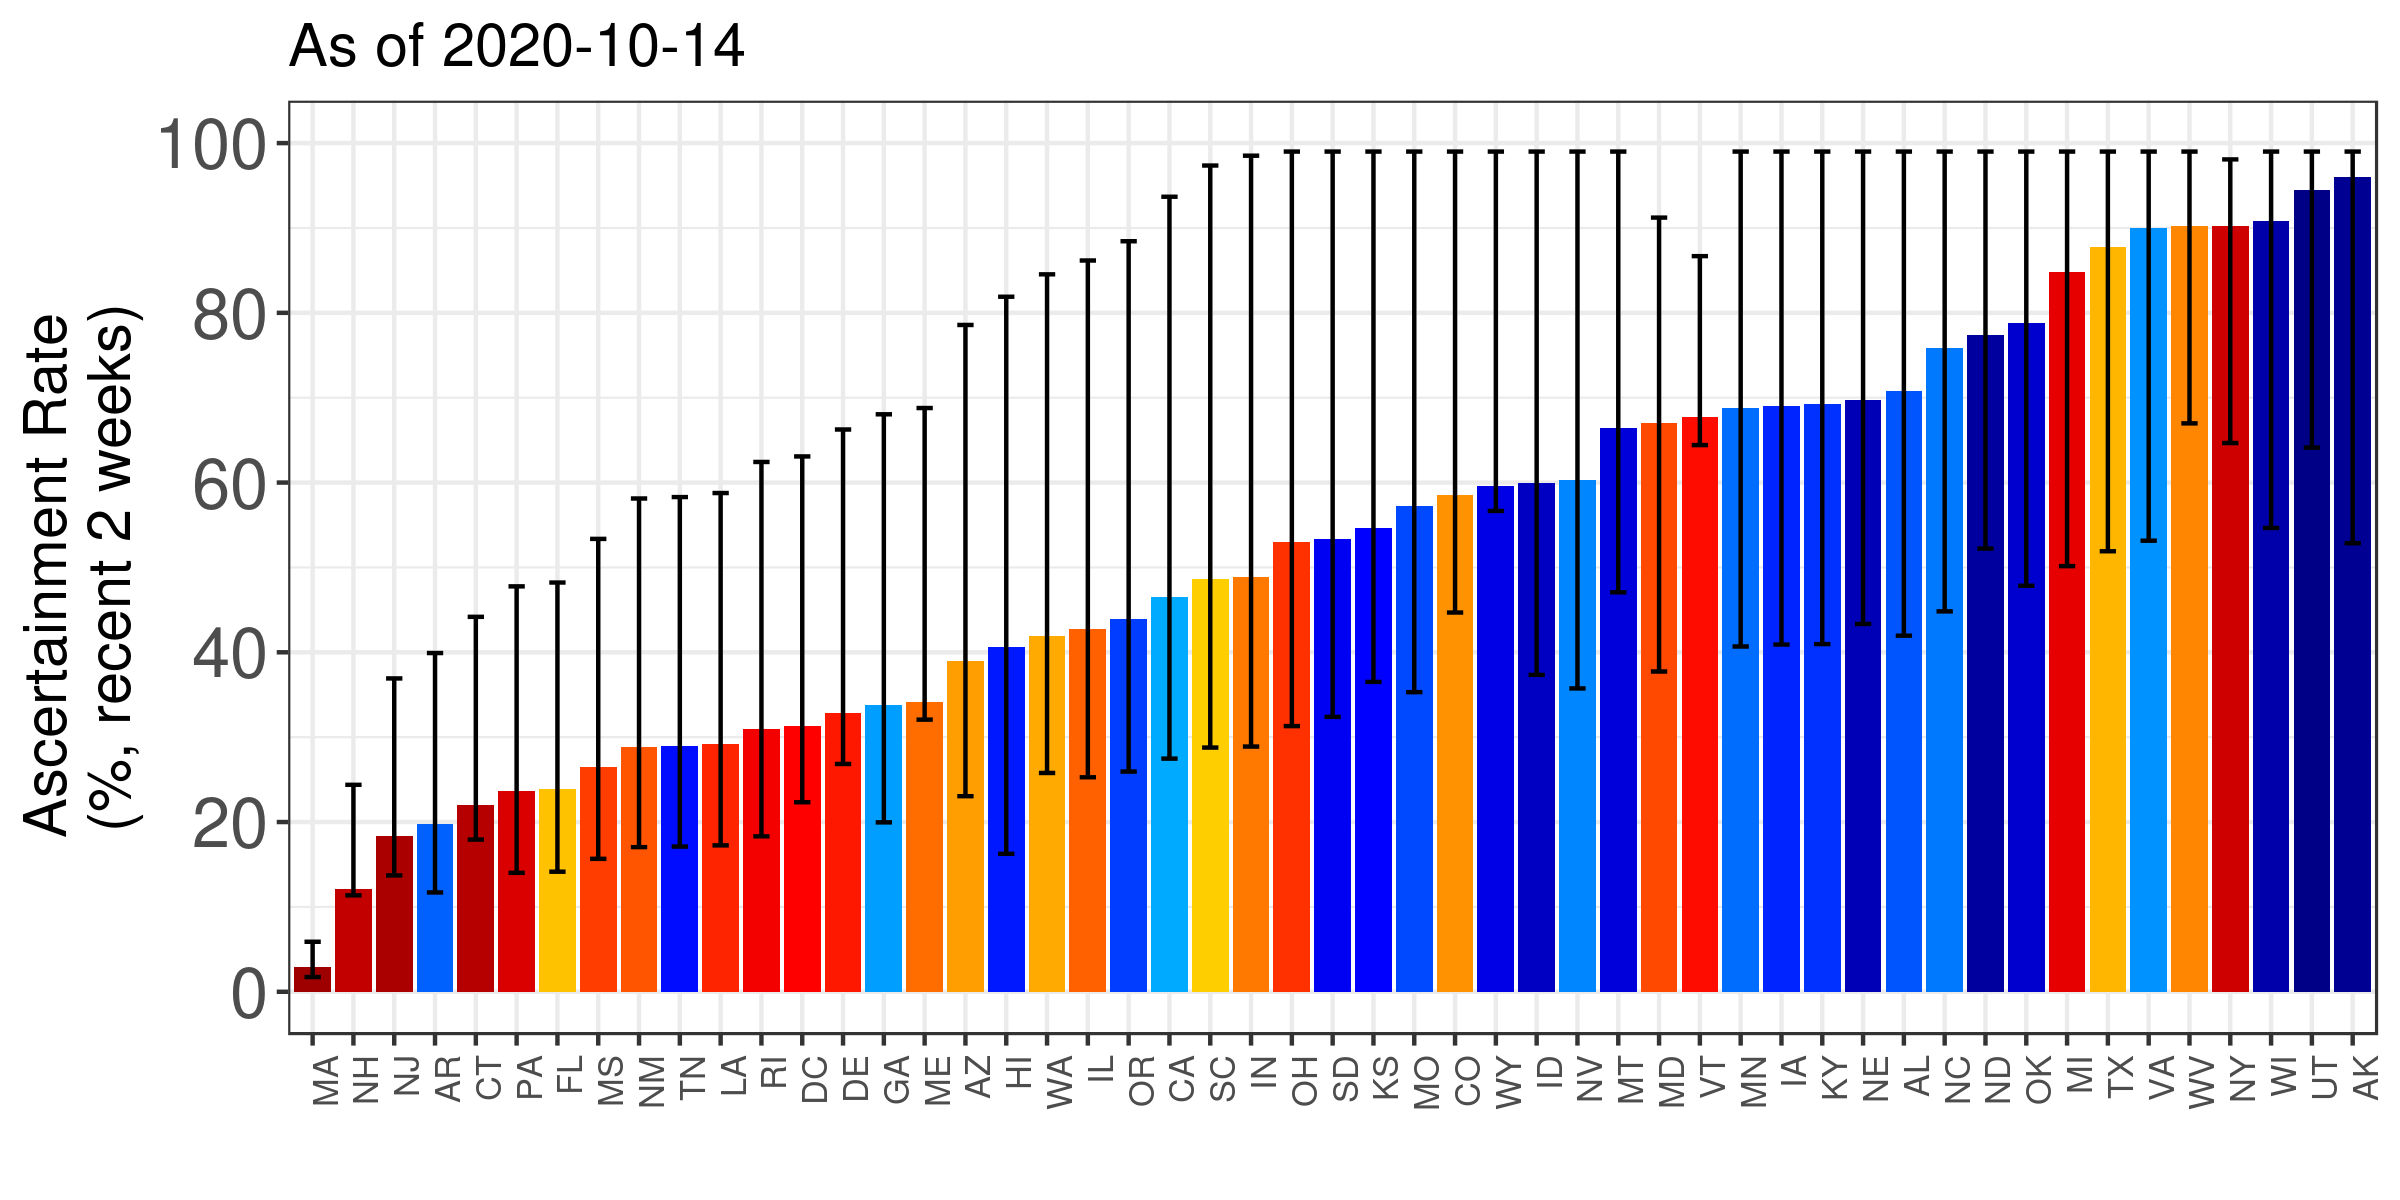 As of 2020-10-14
Ascertainment Rate
(%, recent 2 weeks)
100
80
60
40
20
0
MA NH NJ AR CT PA FL MS NM TN LA RI DC DE GA ME AZ HI WA IL OR CA SC IN OH SD KS MO CO WY ID NV MT MD VT MN IA KY NE AL NC ND OK MI TX VA WV NY WI UT AK